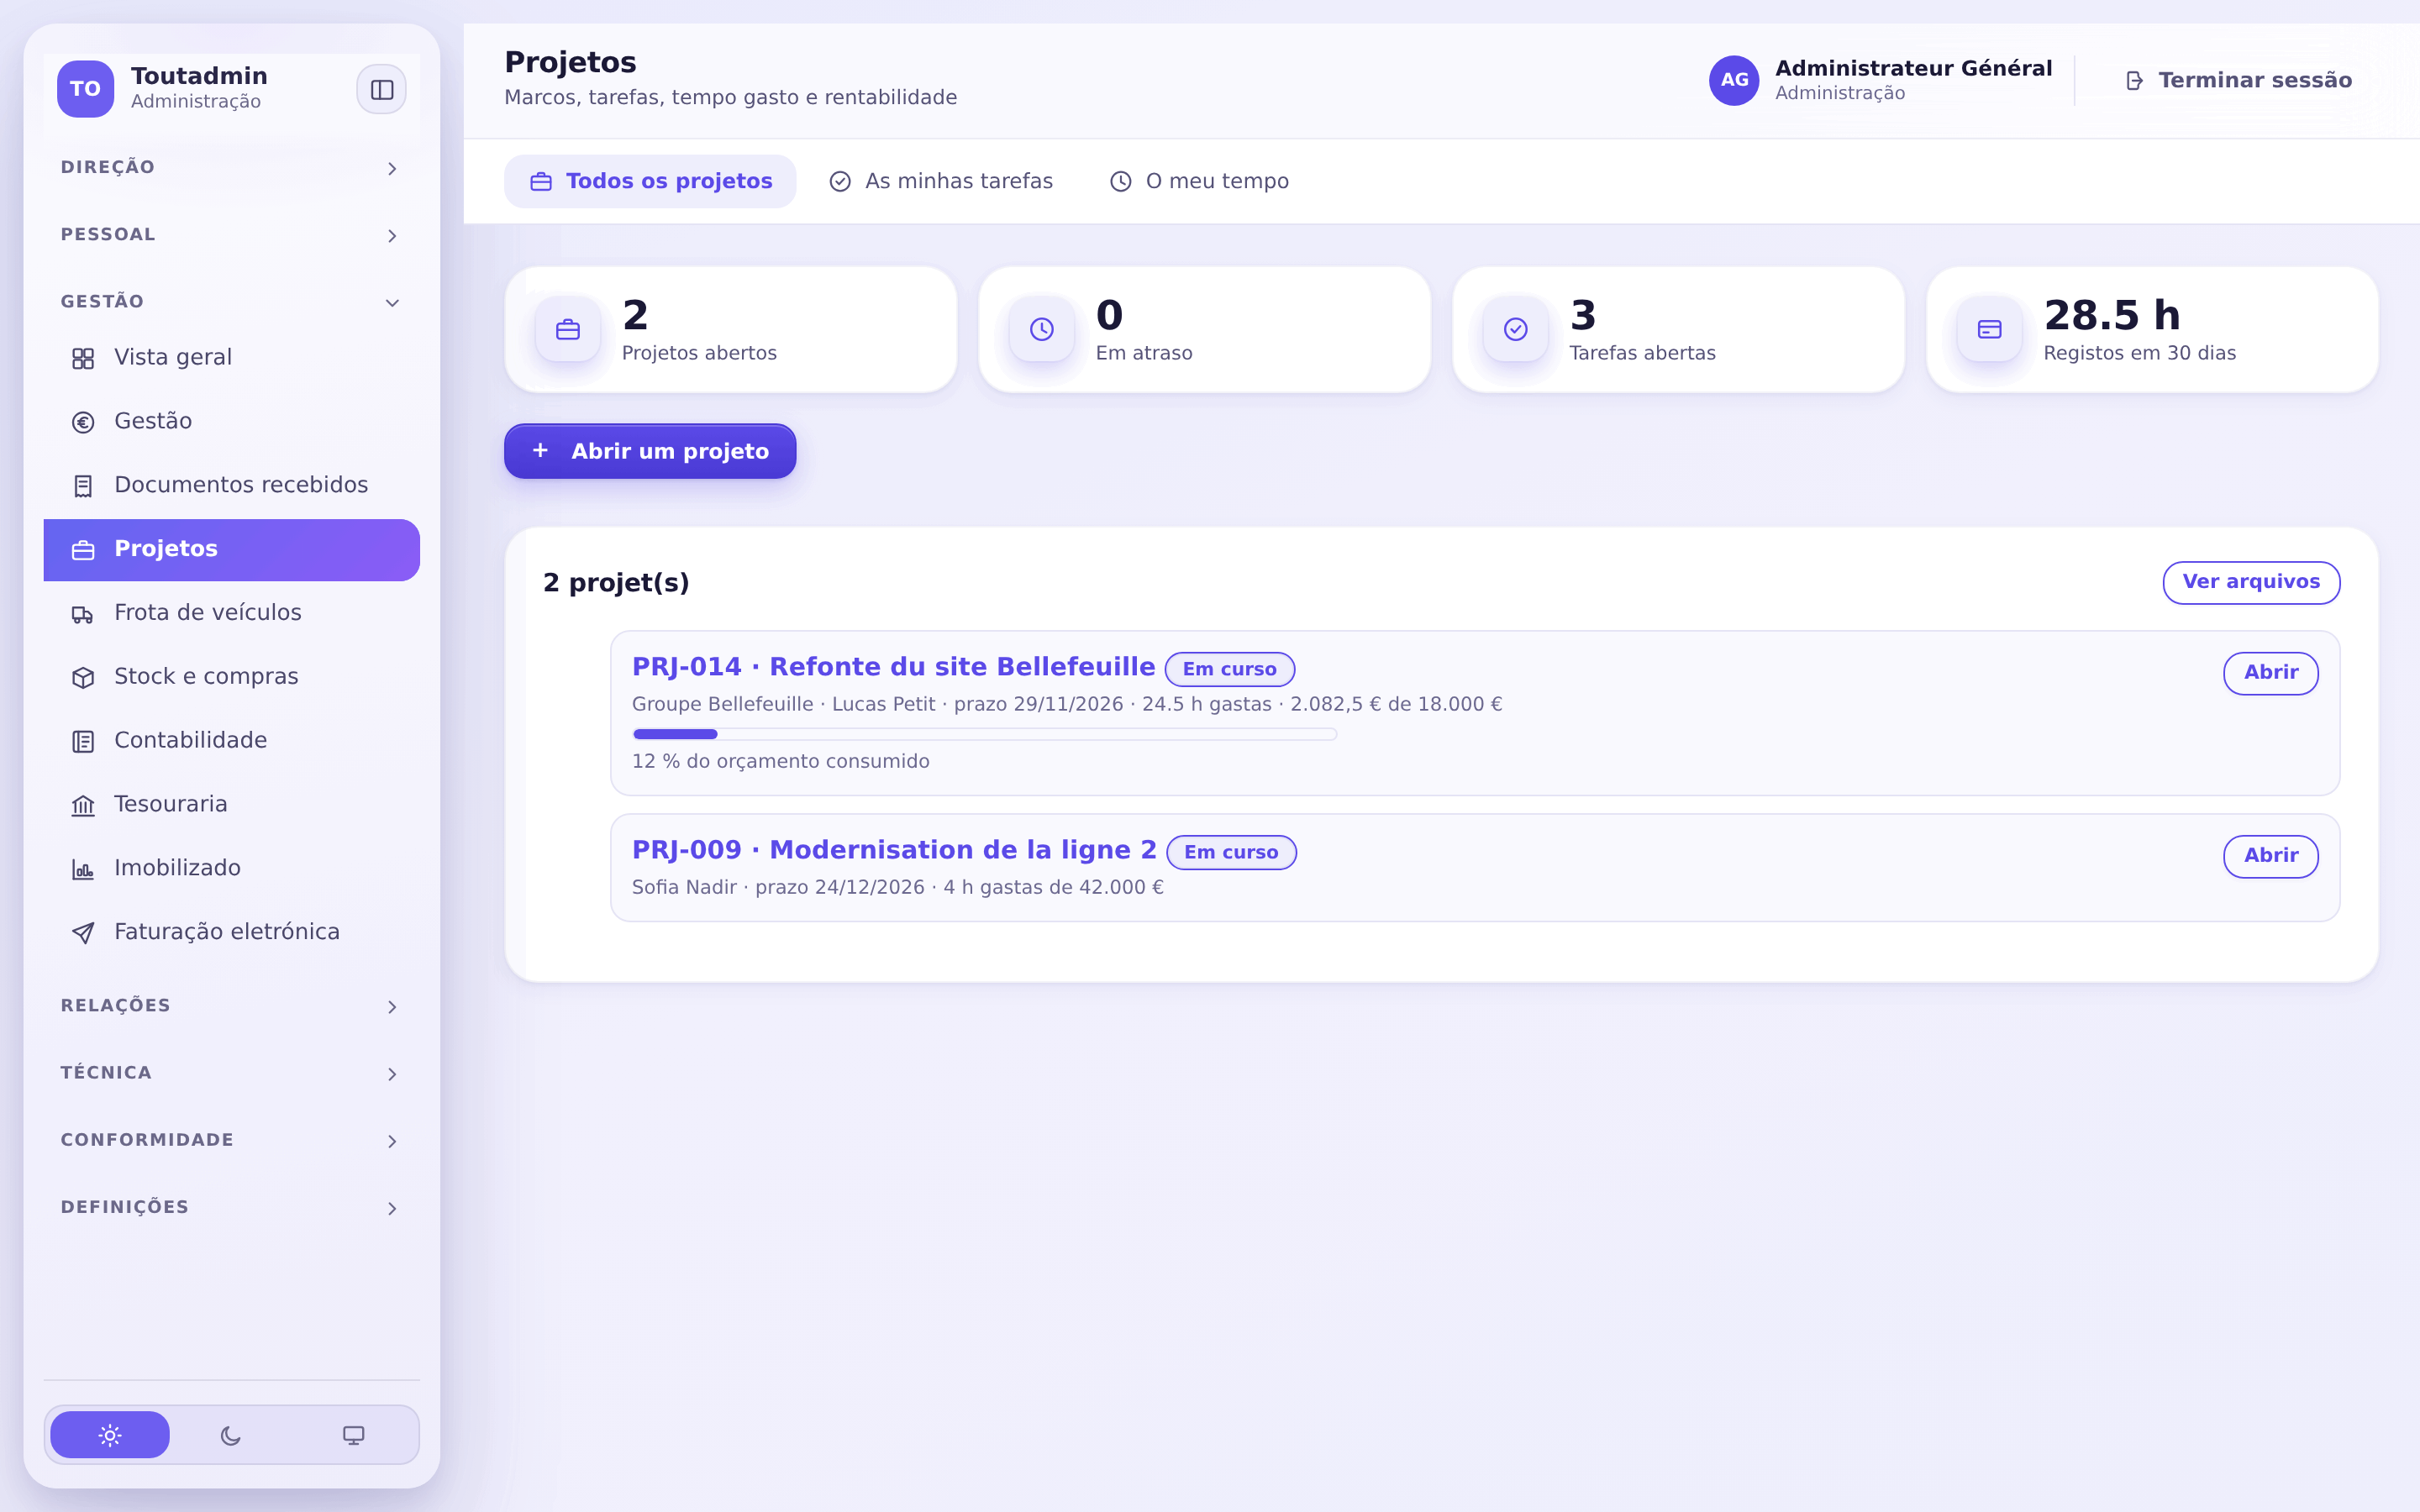 TO
Toutadmin
Administração
DIREÇÃO
PESSOAL
GESTÃO
Vista geral
Gestão
Documentos recebidos
Projetos
Frota de veículos
Stock e compras
Contabilidade
Tesouraria
Imobilizado
Faturação eletrónica
RELAÇÕES
TÉCNICA
CONFORMIDADE
DEFINIÇÕES
Projetos
Marcos, tarefas, tempo gasto e rentabilidade
AG
Administrateur Général
Administração
Terminar sessão
Todos os projetos
As minhas tarefas
O meu tempo
2
Projetos abertos
0
Em atraso
3
Tarefas abertas
28.5 h
Registos em 30 dias
+ Abrir um projeto
2 projet(s)
Ver arquivos
PRJ-014 · Refonte du site Bellefeuille
Em curso
Abrir
Groupe Bellefeuille · Lucas Petit · prazo 29/11/2026 · 24.5 h gastas · 2.082,5 € de 18.000 €
12 % do orçamento consumido
PRJ-009 · Modernisation de la ligne 2
Em curso
Abrir
Sofia Nadir · prazo 24/12/2026 · 4 h gastas de 42.000 €